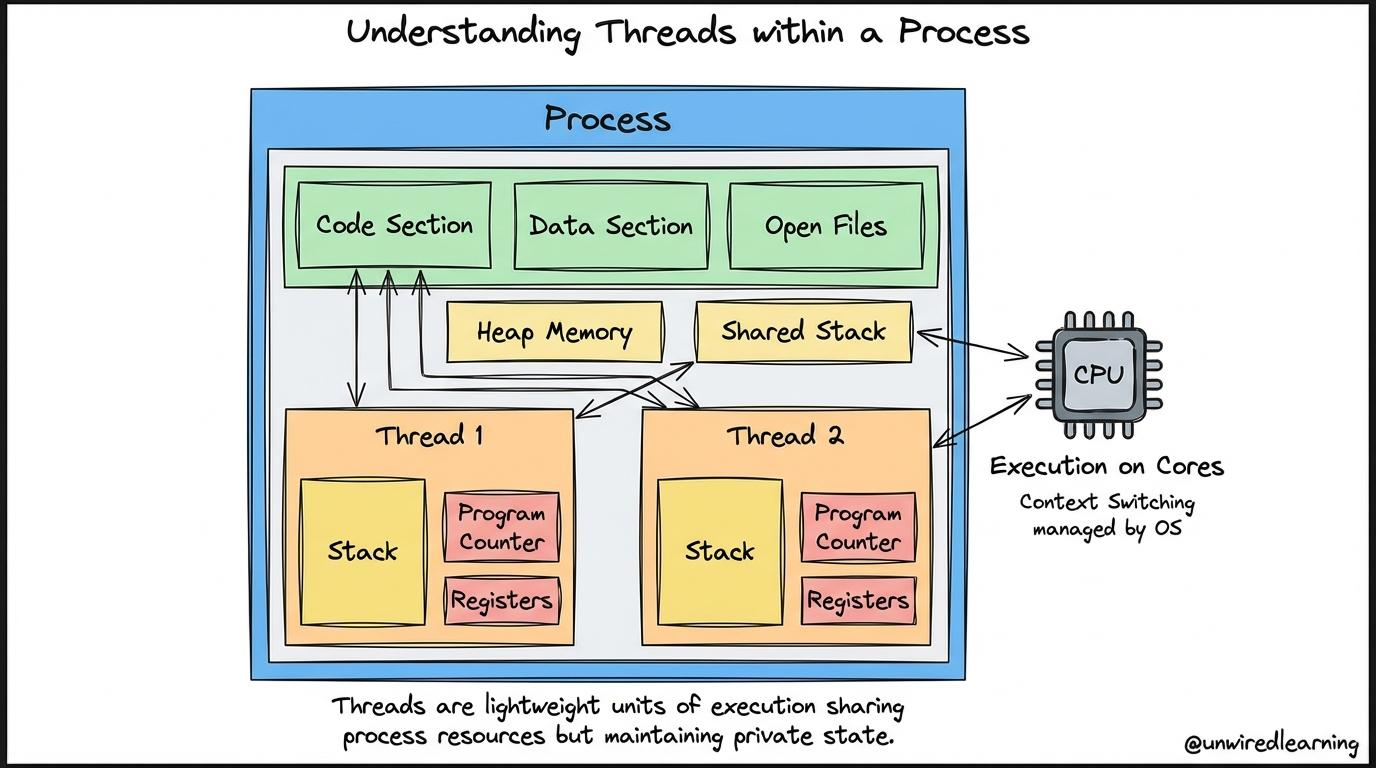 Understanding Threads within a Process
Process
Code Section
Data Section
Open Files
Heap Memory
Shared Stack
CPU
Execution on Cores
Context Switching
managed by OS
Thread 1
Stack
Program
Counter
Registers
Thread 2
Stack
Program
Counter
Registers
Threads are lightweight units of execution sharing
process resources but maintaining private state.
@unwiredlearning